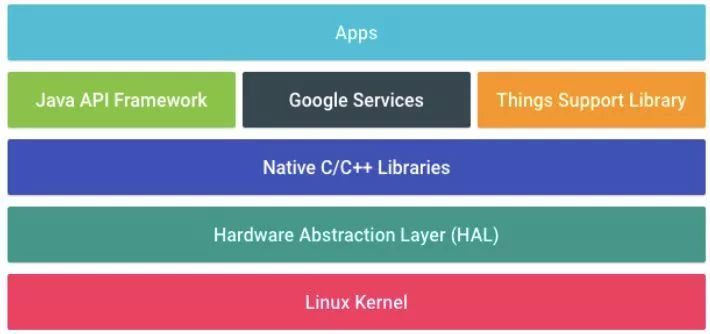 Apps
Java API Framework
Google Services
Things Support Library
Native C/C++ Libraries
Hardware Abstraction Layer (HAL)
Linux Kernel